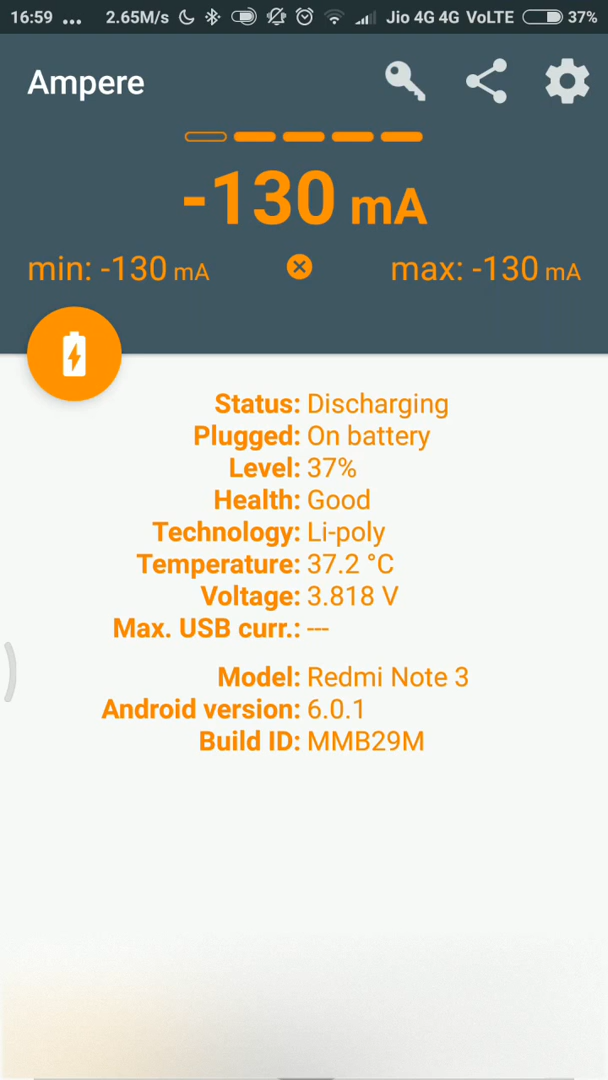 16:59 ... 2.65M/s Jio 4G 4G VoLTE 37%
Ampere
-130 mA
min: -130 mA max: -130 mA
Status: Discharging
Plugged: On battery
Level: 37%
Health: Good
Technology: Li-poly
Temperature: 37.2 °C
Voltage: 3.818 V
Max. USB curr.: ---
Model: Redmi Note 3
Android version: 6.0.1
Build ID: MMB29M